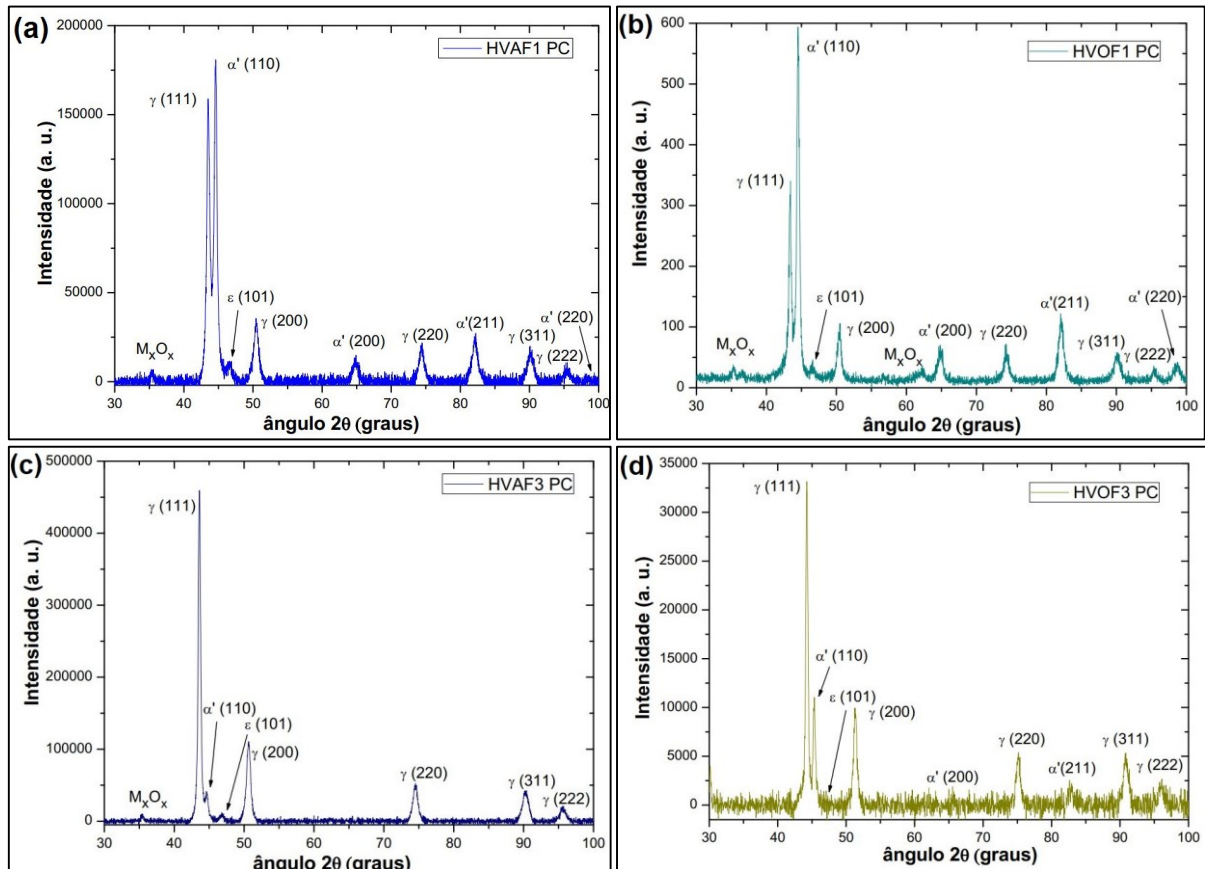 (a)
HVAF1 PC
Intensidade (a. u.)
200000
150000
100000
50000
0
γ (111)
α' (110)
ε (101)
γ (200)
MₓOₓ
α' (200)
γ (220)
α'(211)
γ (311)
γ (222)
α' (220)
30 40 50 60 70 80 90 100
ângulo 2θ (graus)
(b)
HVOF1 PC
Intensidade (a. u.)
600
500
400
300
200
100
0
α' (110)
γ (111)
ε (101)
γ (200)
MₓOₓ
MₓOₓ
α' (200)
γ (220)
α'(211)
γ (311)
γ (222)
α' (220)
30 40 50 60 70 80 90 100
ângulo 2θ (graus)
(c)
HVAF3 PC
Intensidade (a. u.)
500000
400000
300000
200000
100000
0
γ (111)
α' (110)
ε (101)
γ (200)
MₓOₓ
γ (220)
γ (311)
γ (222)
30 40 50 60 70 80 90 100
ângulo 2θ (graus)
(d)
HVOF3 PC
Intensidade (a. u.)
35000
30000
25000
20000
15000
10000
5000
0
γ (111)
α' (110)
ε (101)
γ (200)
α' (200)
γ (220)
α'(211)
γ (311)
γ (222)
30 40 50 60 70 80 90 100
ângulo 2θ (graus)